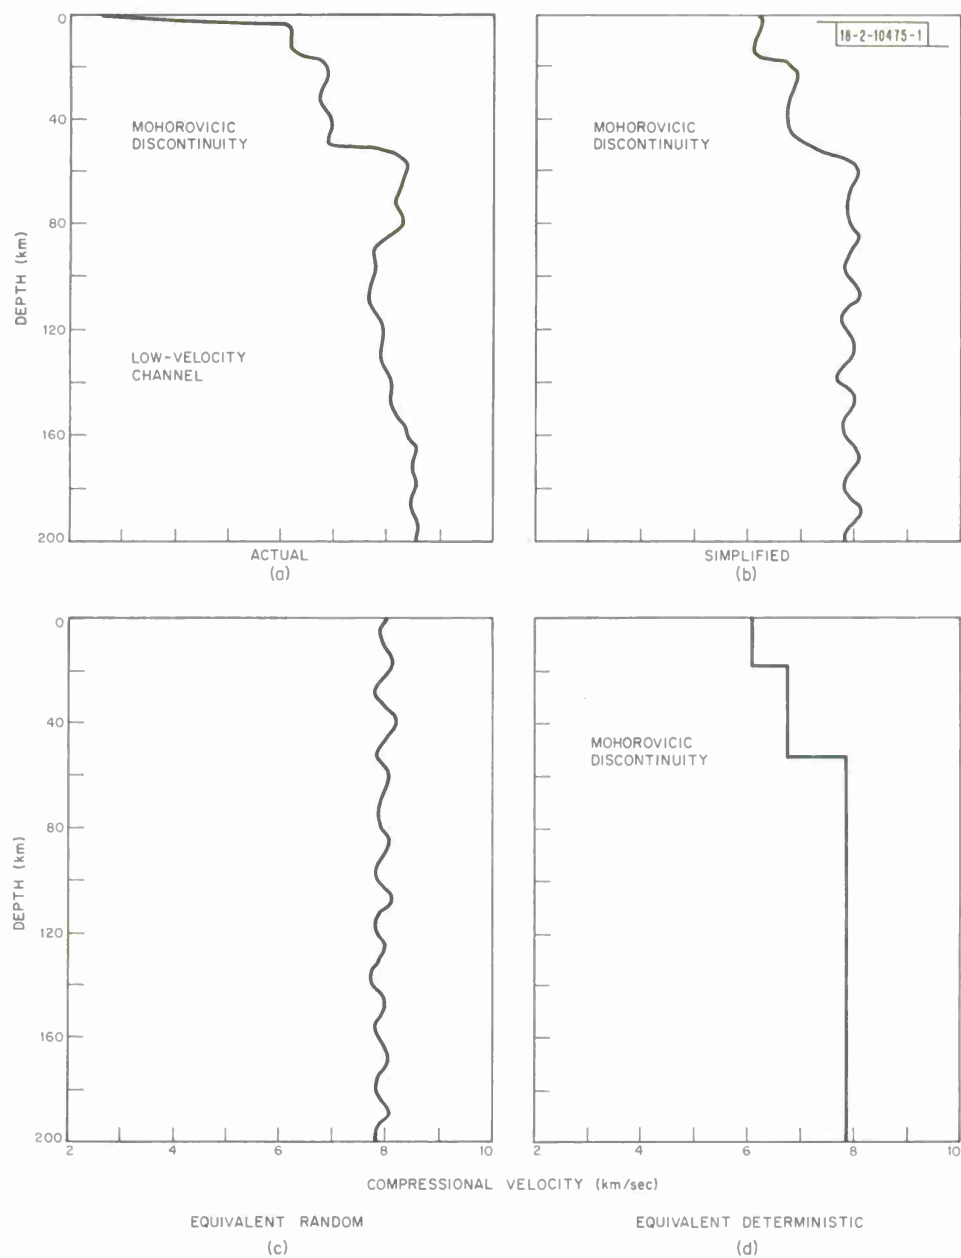 0
40
80
120
160
200
DEPTH (km)
MOHOROVICIC
DISCONTINUITY
LOW-VELOCITY
CHANNEL
ACTUAL
(a)
18-2-10475-1
MOHOROVICIC
DISCONTINUITY
SIMPLIFIED
(b)
0
40
80
120
160
200
DEPTH (km)
2
4
6
8
10
MOHOROVICIC
DISCONTINUITY
2
4
6
8
10
COMPRESSIONAL VELOCITY (km/sec)
EQUIVALENT RANDOM
(c)
EQUIVALENT DETERMINISTIC
(d)